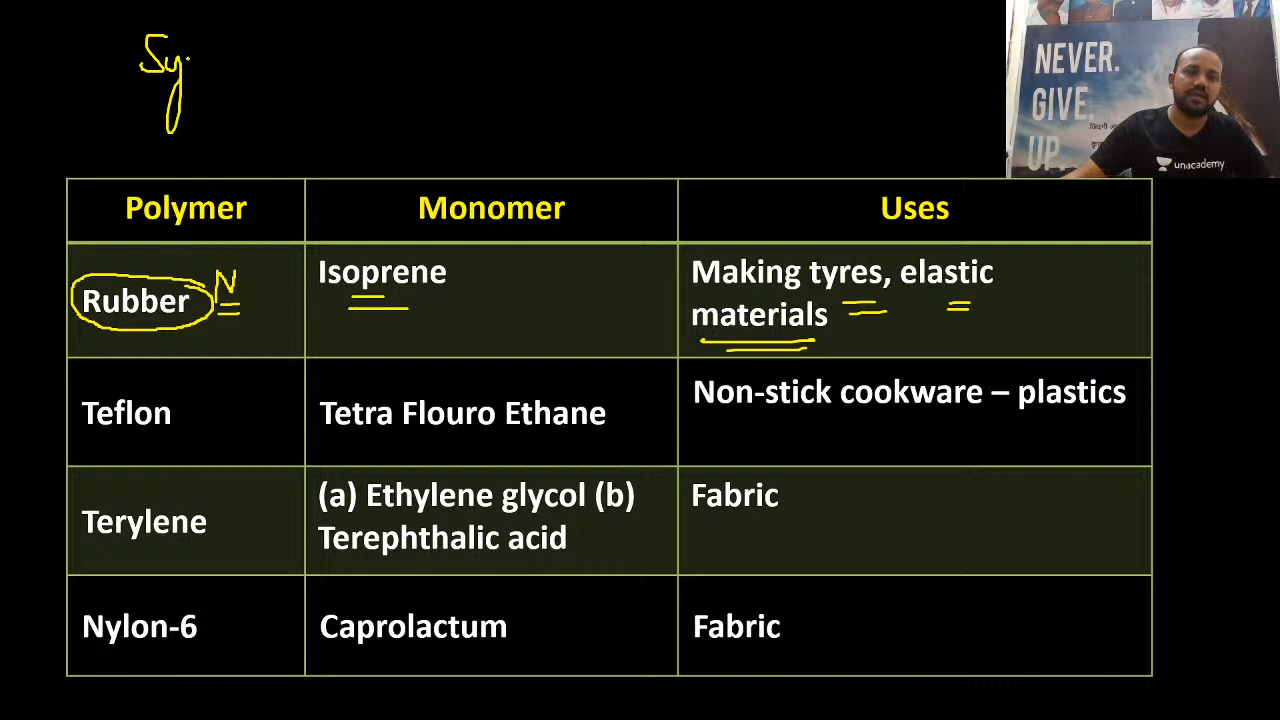 Sy
NEVER.
GIVE
UP.
unacademy
Polymer Monomer Uses
Rubber N Isoprene Making tyres, elastic
materials
Teflon Tetra Flouro Ethane Non-stick cookware – plastics
Terylene (a) Ethylene glycol (b) Fabric
Terephthalic acid
Nylon-6 Caprolactum Fabric